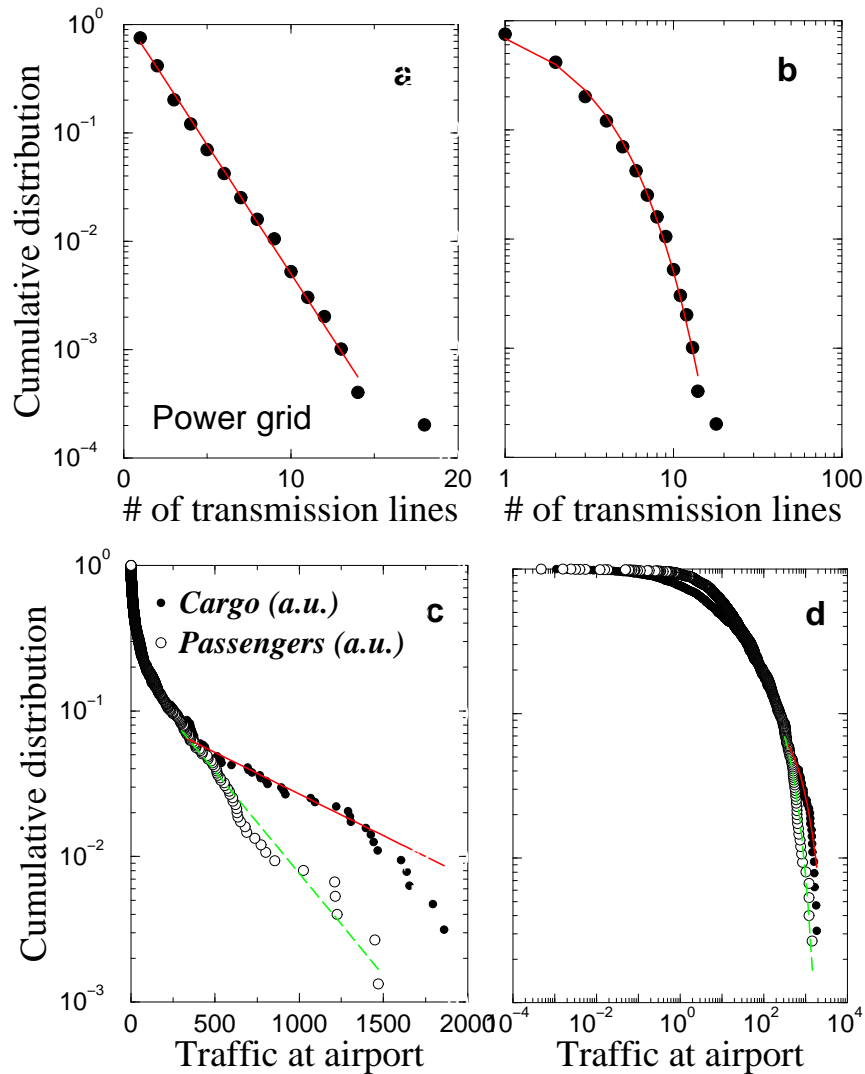 a
10^0
10^-1
10^-2
10^-3
10^-4
Cumulative distribution
Power grid
0 10 20
# of transmission lines
b
1 10 100
# of transmission lines
c
10^0
10^-1
10^-2
10^-3
Cumulative distribution
Cargo (a.u.)
Passengers (a.u.)
0 500 1000 1500 2000
Traffic at airport
d
10^-4 10^-2 10^0 10^2 10^4
Traffic at airport